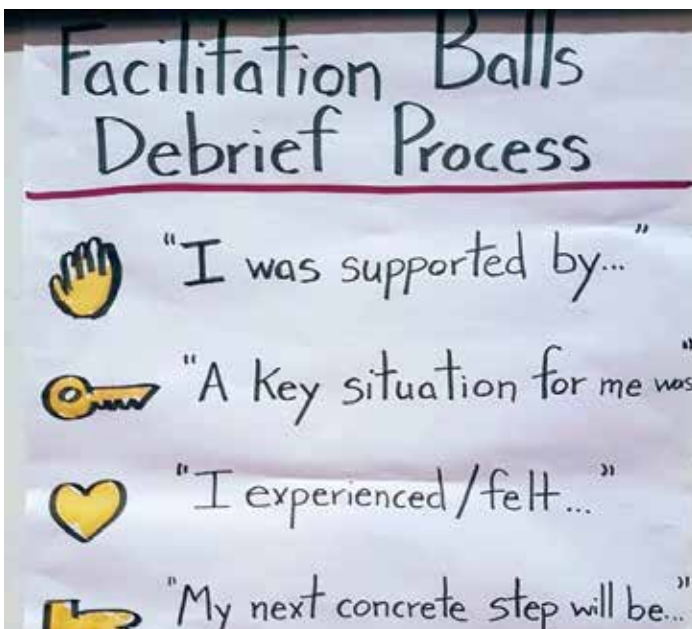 Facilitation Balls
Debrief Process
"I was supported by..."
"A key situation for me was"
"I experienced/felt..."
"My next concrete step will be..."